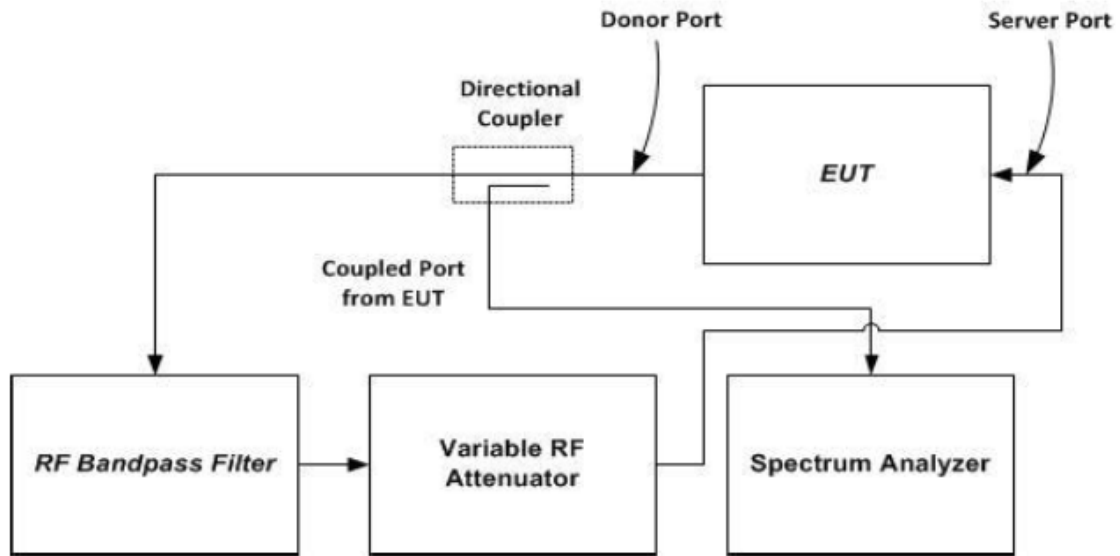 Donor Port
Server Port
Directional
Coupler
EUT
Coupled Port
from EUT
RF Bandpass Filter
Variable RF
Attenuator
Spectrum Analyzer